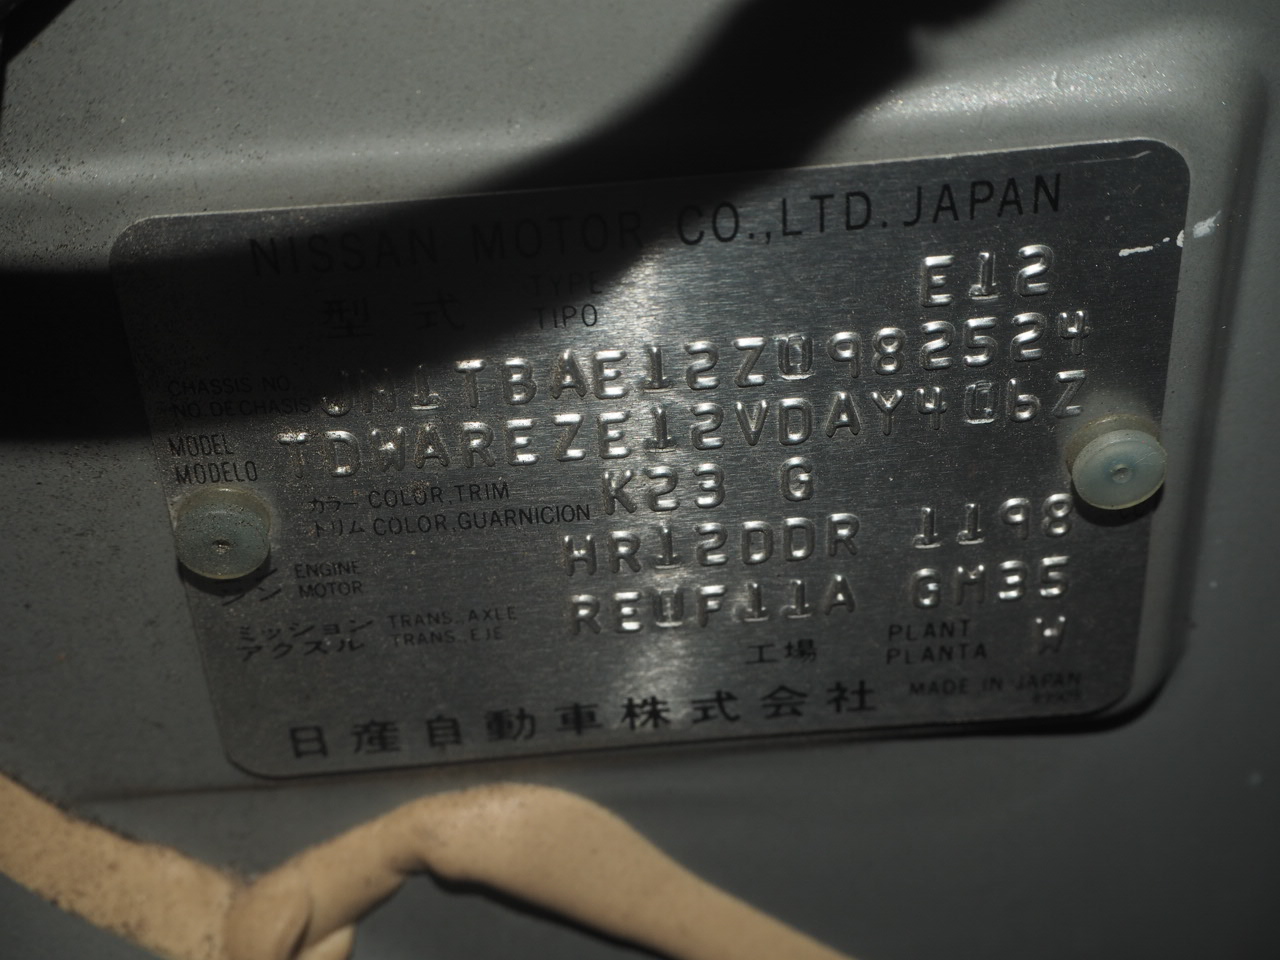 NISSAN MOTOR CO.,LTD. JAPAN
型式 TYPE TIPO E12
CHASSIS NO. NO. DE CHASIS JN1TBAE12Z0982524
MODEL MODELO TDWAREZE12VDAY406Z
カラー COLOR,TRIM K23 G
トリム COLOR,GUARNICION
ENGINE MOTOR HR12DDR 1198
ミッション アクスル TRANS.,AXLE TRANS.,EJE RE0F11A GM35
工場 PLANT PLANTA W
日産自動車株式会社 MADE IN JAPAN